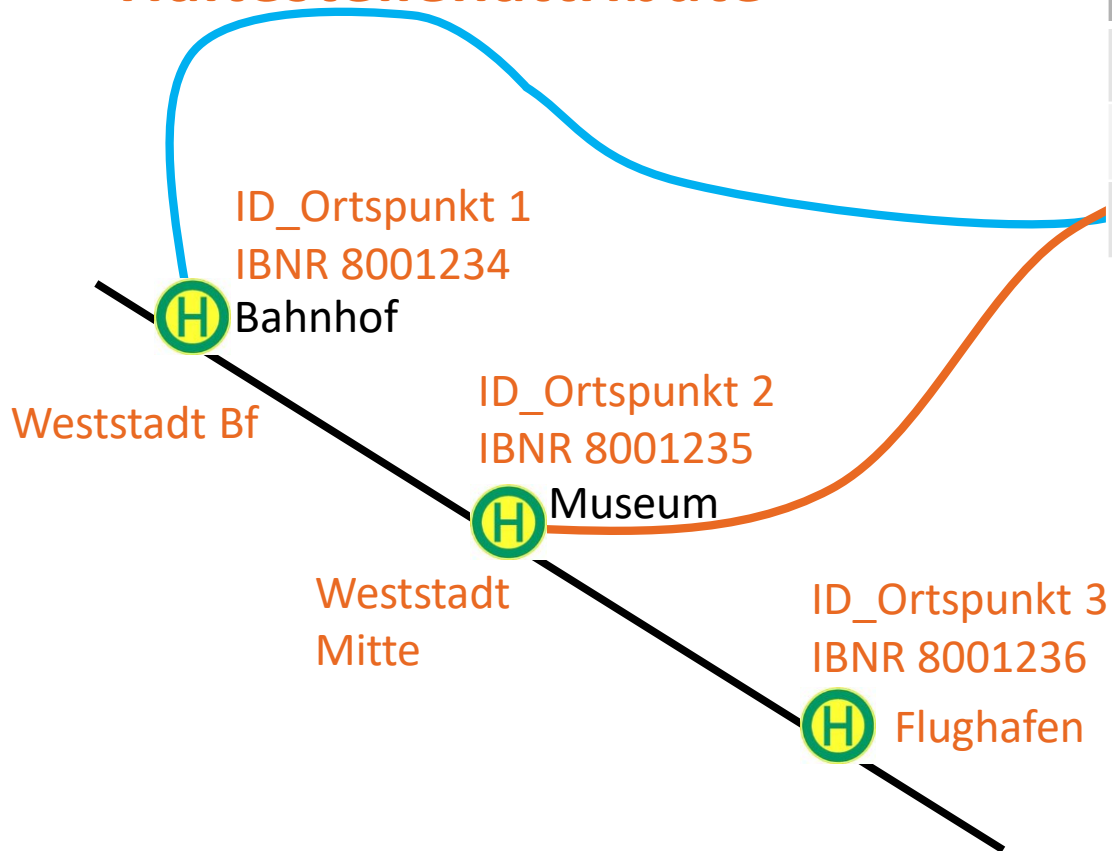 ID_Ortspunkt 1
IBNR 8001234
H
Bahnhof
Weststadt Bf
ID_Ortspunkt 2
IBNR 8001235
H
Museum
Weststadt
Mitte
ID_Ortspunkt 3
IBNR 8001236
H
Flughafen